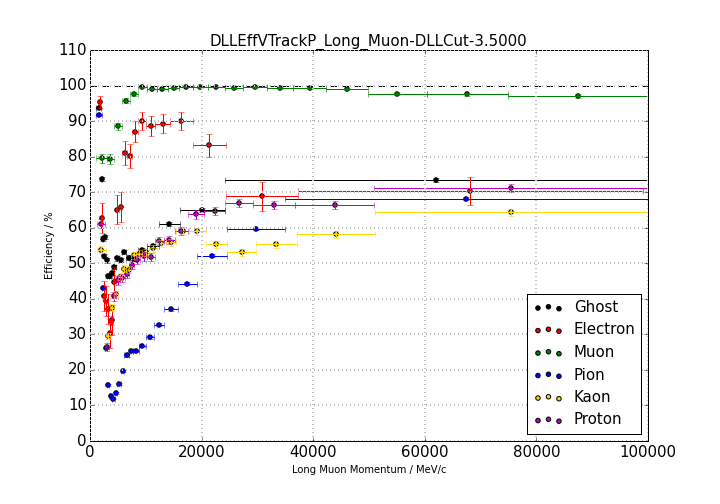 DLLEffVTrackP_Long_Muon-DLLCut-3.5000
110
100
90
80
70
60
50
40
30
20
10
0
Efficiency / %
Ghost
Electron
Muon
Pion
Kaon
Proton
0 20000 40000 60000 80000 100000
Long Muon Momentum / MeV/c